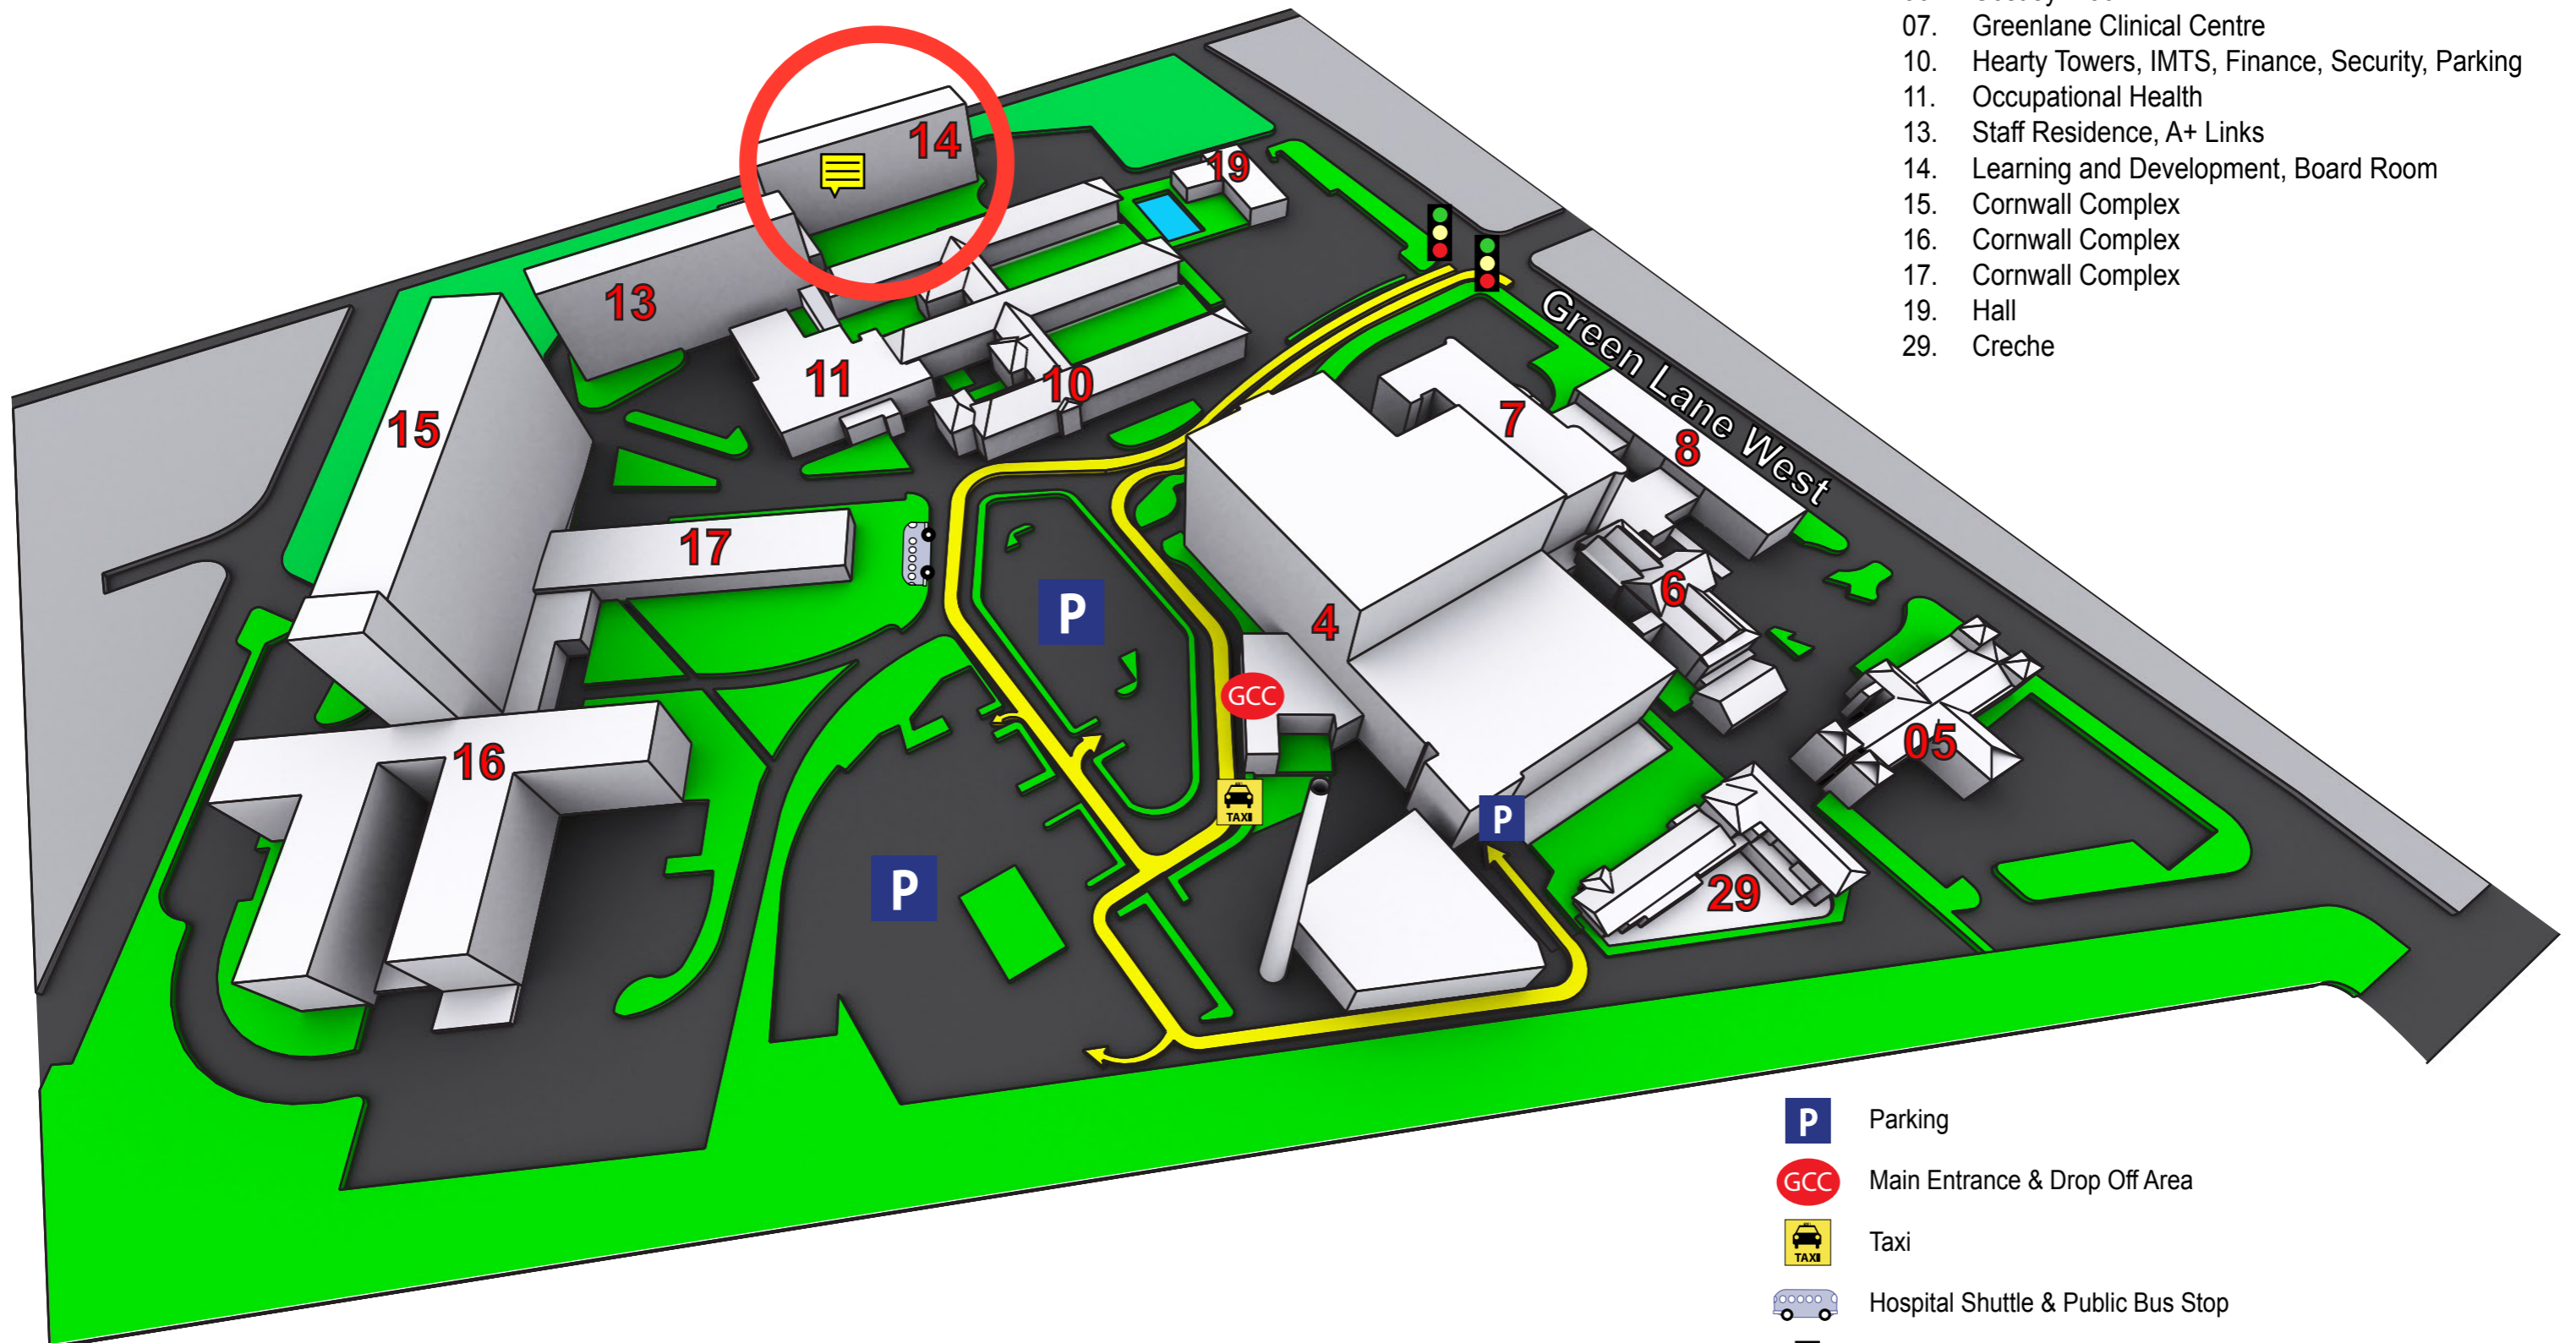 07. Greenlane Clinical Centre
10. Hearty Towers, IMTS, Finance, Security, Parking
11. Occupational Health
13. Staff Residence, A+ Links
14. Learning and Development, Board Room
15. Cornwall Complex
16. Cornwall Complex
17. Cornwall Complex
19. Hall
29. Creche
14
19
13
Green Lane West
11
10
15
7
8
17
6
P
4
GCC
05
16
TAXI
P
P
29
P Parking
GCC Main Entrance & Drop Off Area
TAXI Taxi
Hospital Shuttle & Public Bus Stop